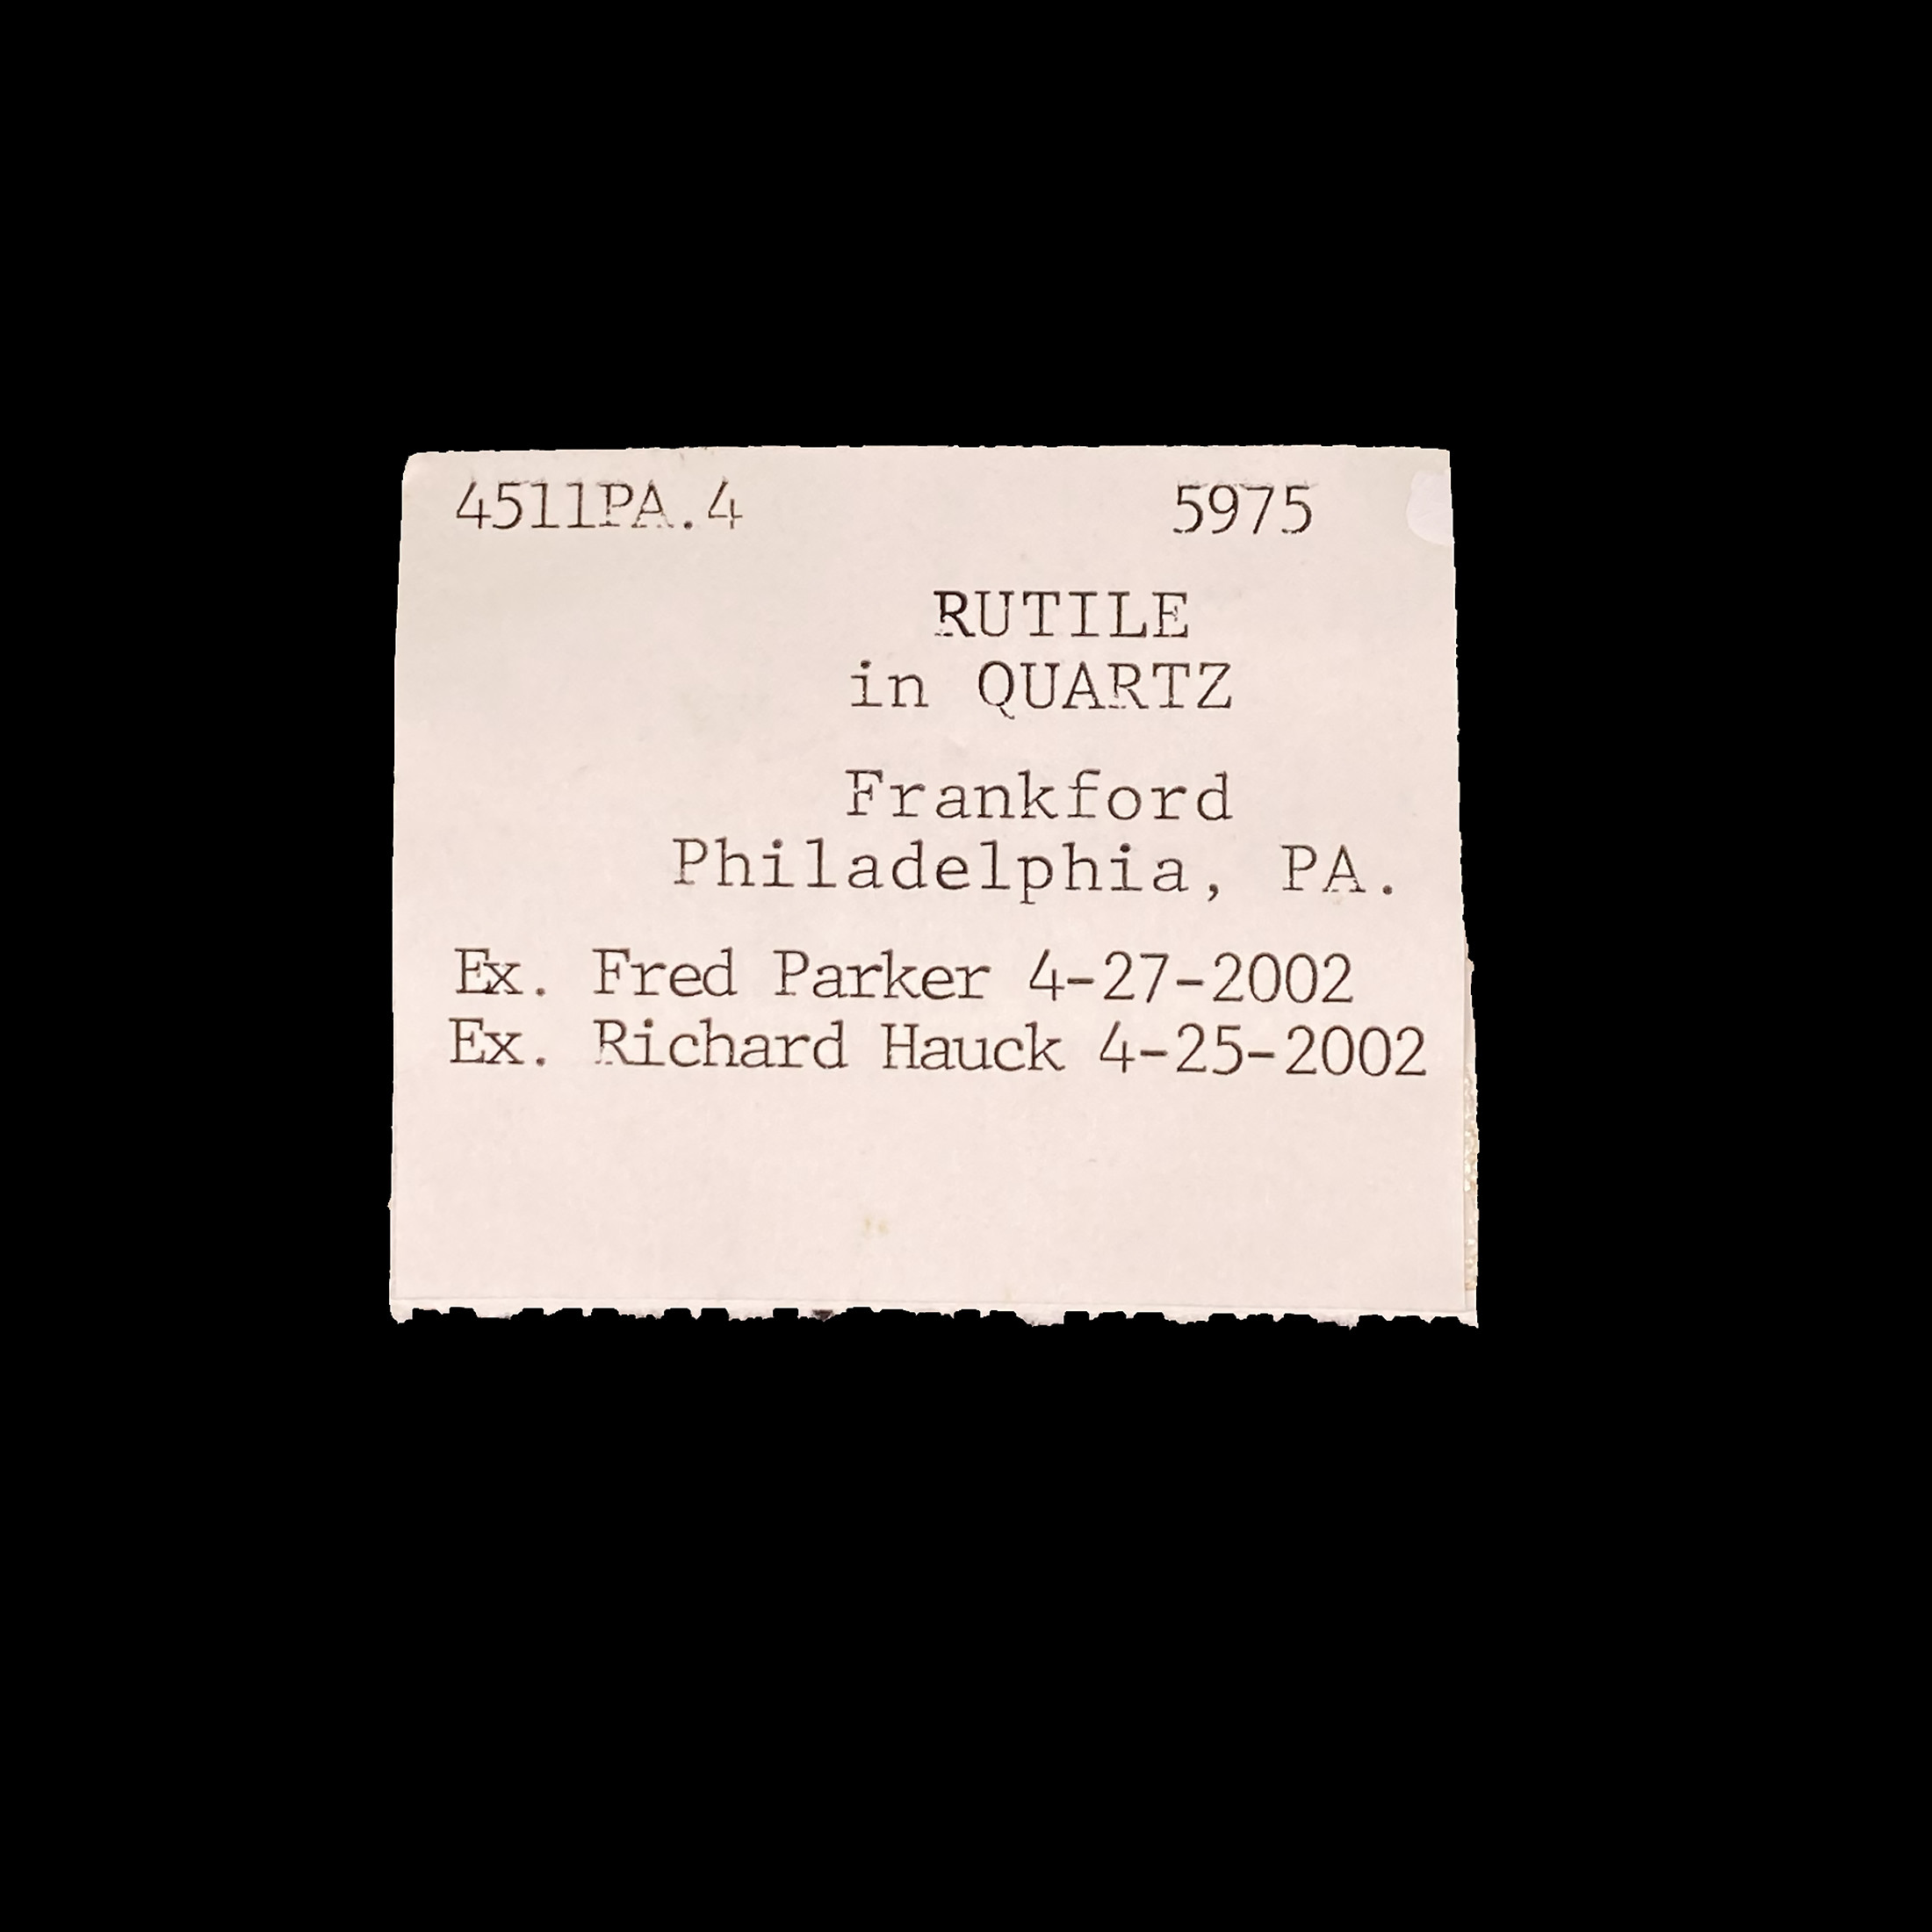 4511PA.4 5975
RUTILE
in QUARTZ
Frankford
Philadelphia, PA.
Ex. Fred Parker 4-27-2002
Ex. Richard Hauck 4-25-2002